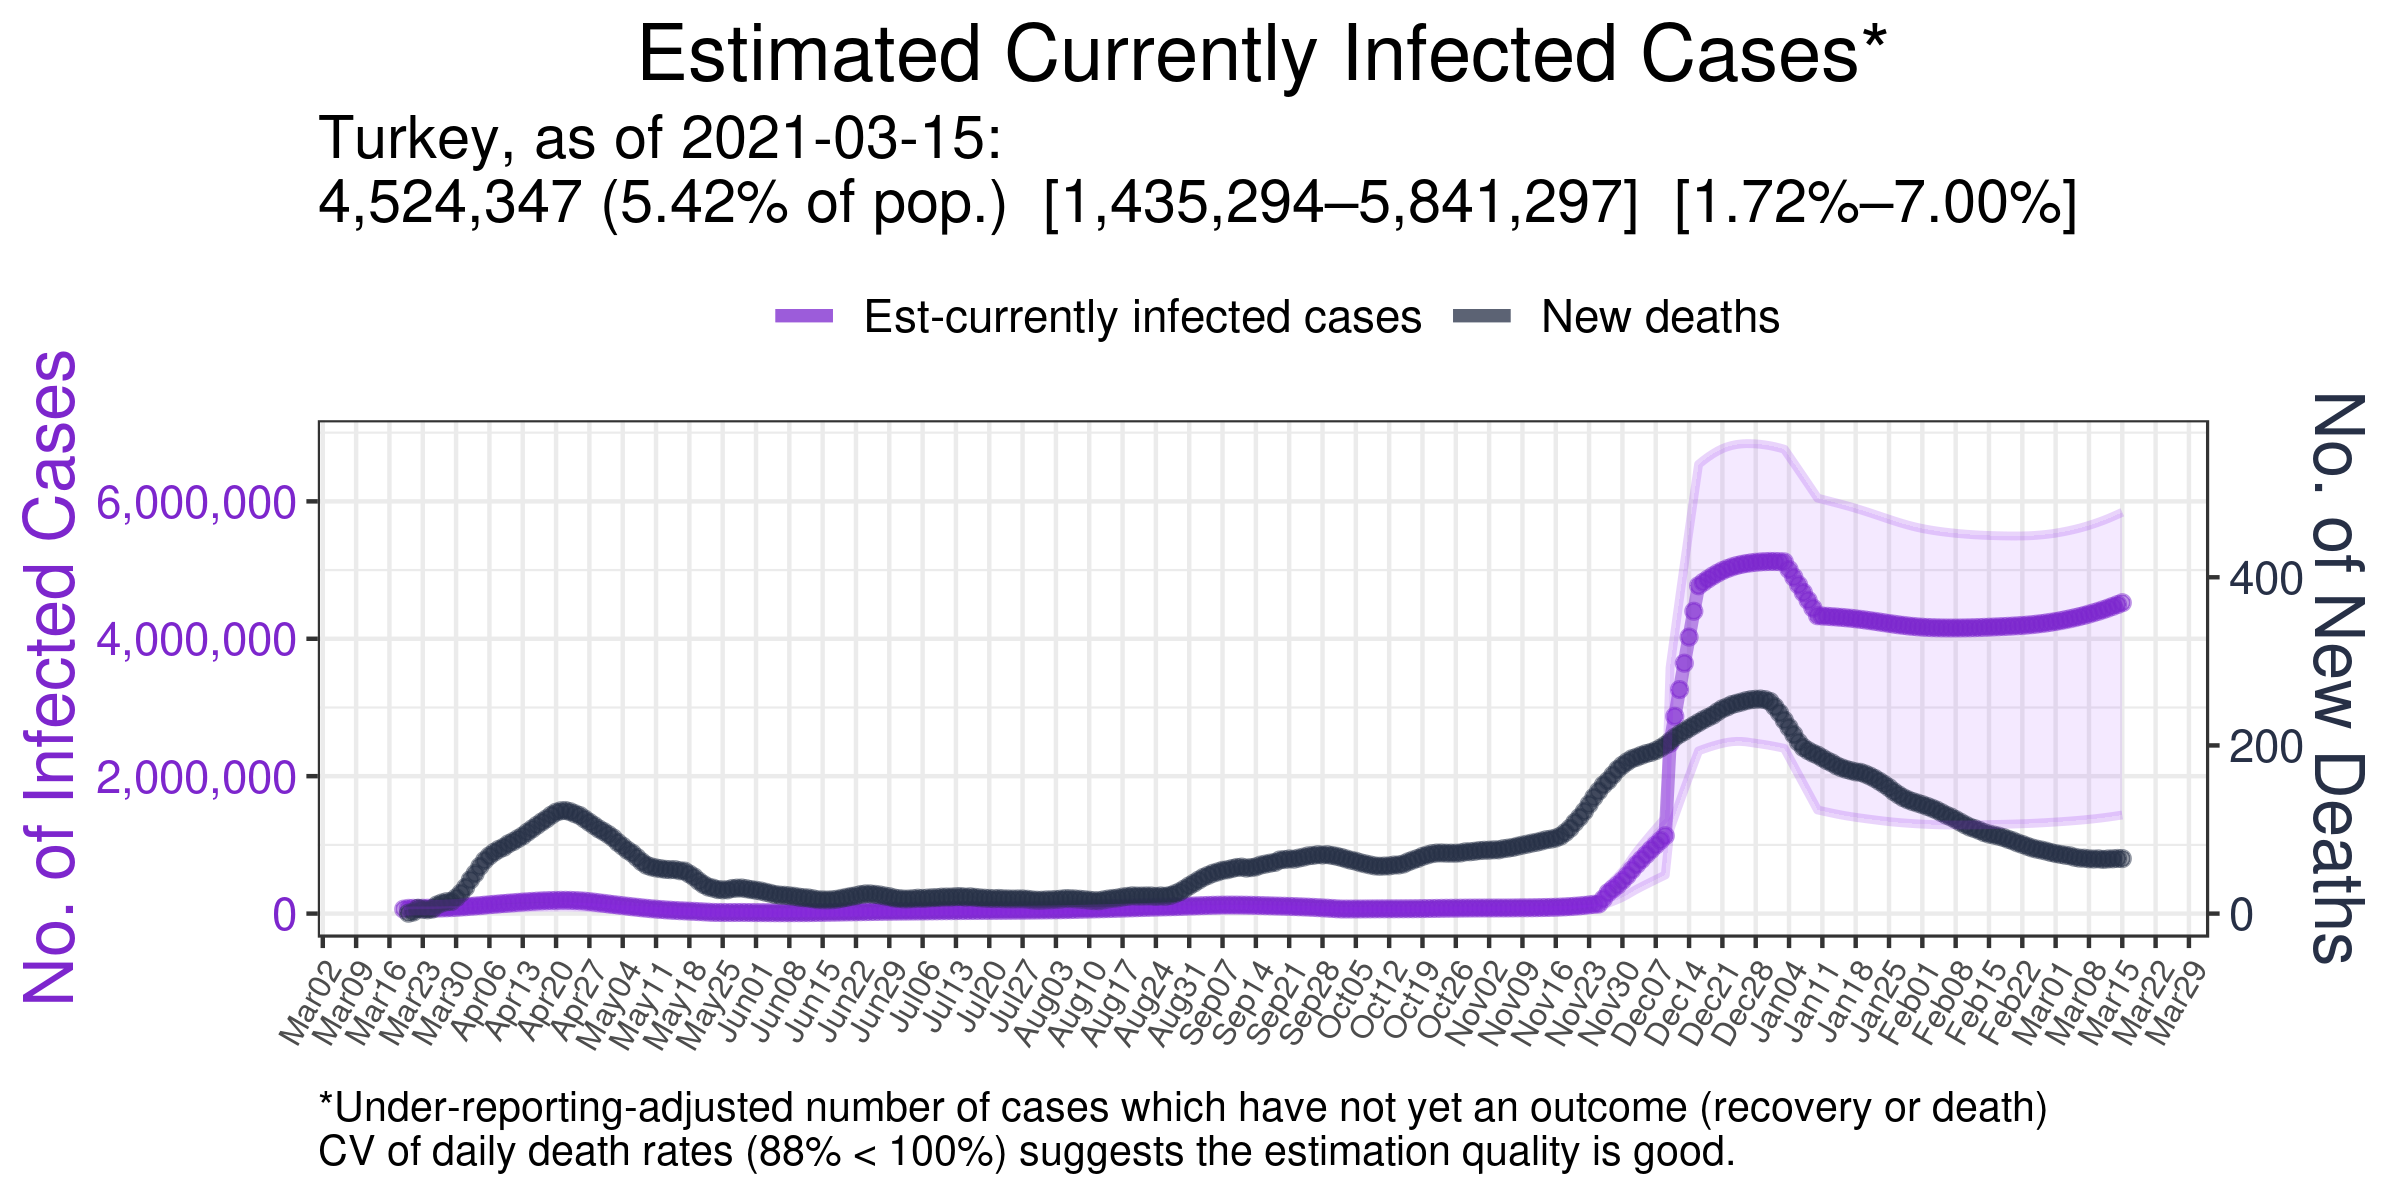 Estimated Currently Infected Cases*
Turkey, as of 2021-03-15:
4,524,347 (5.42% of pop.)  [1,435,294–5,841,297]  [1.72%–7.00%]
Est-currently infected cases
New deaths
No. of Infected Cases
6,000,000
4,000,000
2,000,000
0
No. of New Deaths
400
200
0
Mar02
Mar09
Mar16
Mar23
Mar30
Apr06
Apr13
Apr20
Apr27
May04
May11
May18
May25
Jun01
Jun08
Jun15
Jun22
Jun29
Jul06
Jul13
Jul20
Jul27
Aug03
Aug10
Aug17
Aug24
Aug31
Sep07
Sep14
Sep21
Sep28
Oct05
Oct12
Oct19
Oct26
Nov02
Nov09
Nov16
Nov23
Nov30
Dec07
Dec14
Dec21
Dec28
Jan04
Jan11
Jan18
Jan25
Feb01
Feb08
Feb15
Feb22
Mar01
Mar08
Mar15
Mar22
Mar29
*Under-reporting-adjusted number of cases which have not yet an outcome (recovery or death)
CV of daily death rates (88% < 100%) suggests the estimation quality is good.